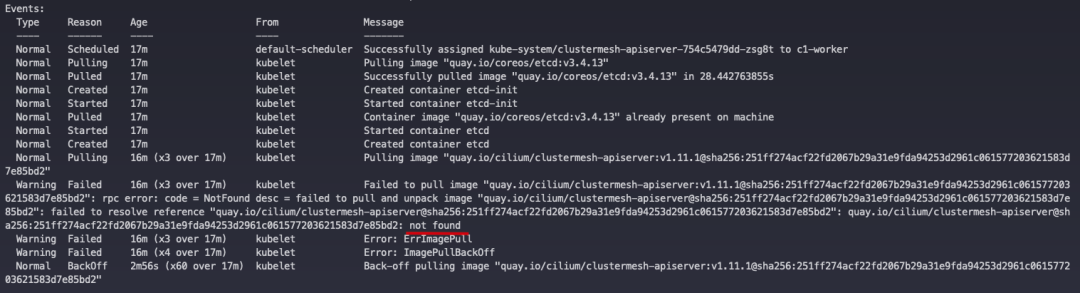 Events:
Type Reason Age From Message
---- ------ ---- ---- -------
Normal Scheduled 17m default-scheduler Successfully assigned kube-system/clustermesh-apiserver-754c5479dd-zsg8t to c1-worker
Normal Pulling 17m kubelet Pulling image "quay.io/coreos/etcd:v3.4.13"
Normal Pulled 17m kubelet Successfully pulled image "quay.io/coreos/etcd:v3.4.13" in 28.442763855s
Normal Created 17m kubelet Created container etcd-init
Normal Started 17m kubelet Started container etcd-init
Normal Pulled 17m kubelet Container image "quay.io/coreos/etcd:v3.4.13" already present on machine
Normal Started 17m kubelet Started container etcd
Normal Created 17m kubelet Created container etcd
Normal Pulling 16m (x3 over 17m) kubelet Pulling image "quay.io/cilium/clustermesh-apiserver:v1.11.1@sha256:251ff274acf22fd2067b29a31e9fda94253d2961c061577203621583d
7e85bd2"
Warning Failed 16m (x3 over 17m) kubelet Failed to pull image "quay.io/cilium/clustermesh-apiserver:v1.11.1@sha256:251ff274acf22fd2067b29a31e9fda94253d2961c061577203
621583d7e85bd2": rpc error: code = NotFound desc = failed to pull and unpack image "quay.io/cilium/clustermesh-apiserver@sha256:251ff274acf22fd2067b29a31e9fda94253d2961c061577203621583d7e
85bd2": failed to resolve reference "quay.io/cilium/clustermesh-apiserver@sha256:251ff274acf22fd2067b29a31e9fda94253d2961c061577203621583d7e85bd2": quay.io/cilium/clustermesh-apiserver@sh
a256:251ff274acf22fd2067b29a31e9fda94253d2961c061577203621583d7e85bd2: not found
Warning Failed 16m (x3 over 17m) kubelet Error: ErrImagePull
Warning Failed 16m (x4 over 17m) kubelet Error: ImagePullBackOff
Normal BackOff 2m56s (x60 over 17m) kubelet Back-off pulling image "quay.io/cilium/clustermesh-apiserver:v1.11.1@sha256:251ff274acf22fd2067b29a31e9fda94253d2961c0615772
03621583d7e85bd2"